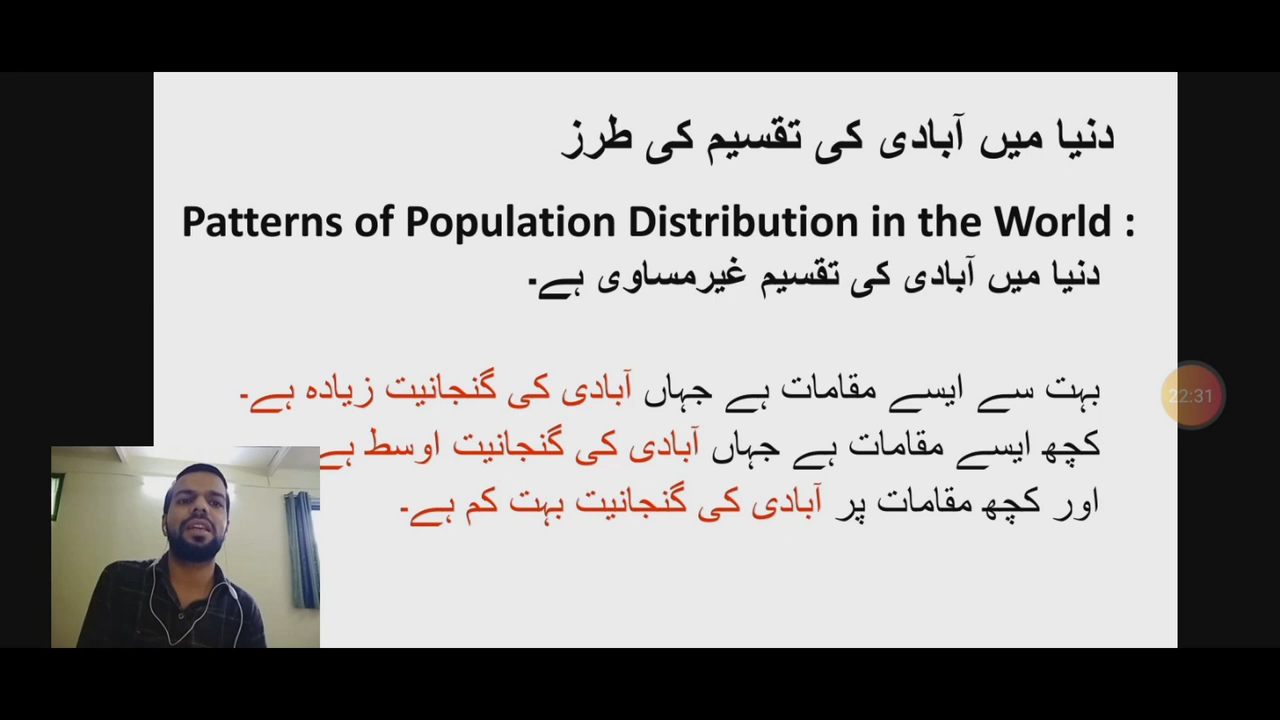 دنیا میں آبادی کی تقسیم کی طرز
Patterns of Population Distribution in the World :
دنیا میں آبادی کی تقسیم غیرمساوی ہے۔
بہت سے ایسے مقامات ہے جہاں آبادی کی گنجانیت زیادہ ہے۔
کچھ ایسے مقامات ہے جہاں آبادی کی گنجانیت اوسط ہے
اور کچھ مقامات پر آبادی کی گنجانیت بہت کم ہے۔
22:31